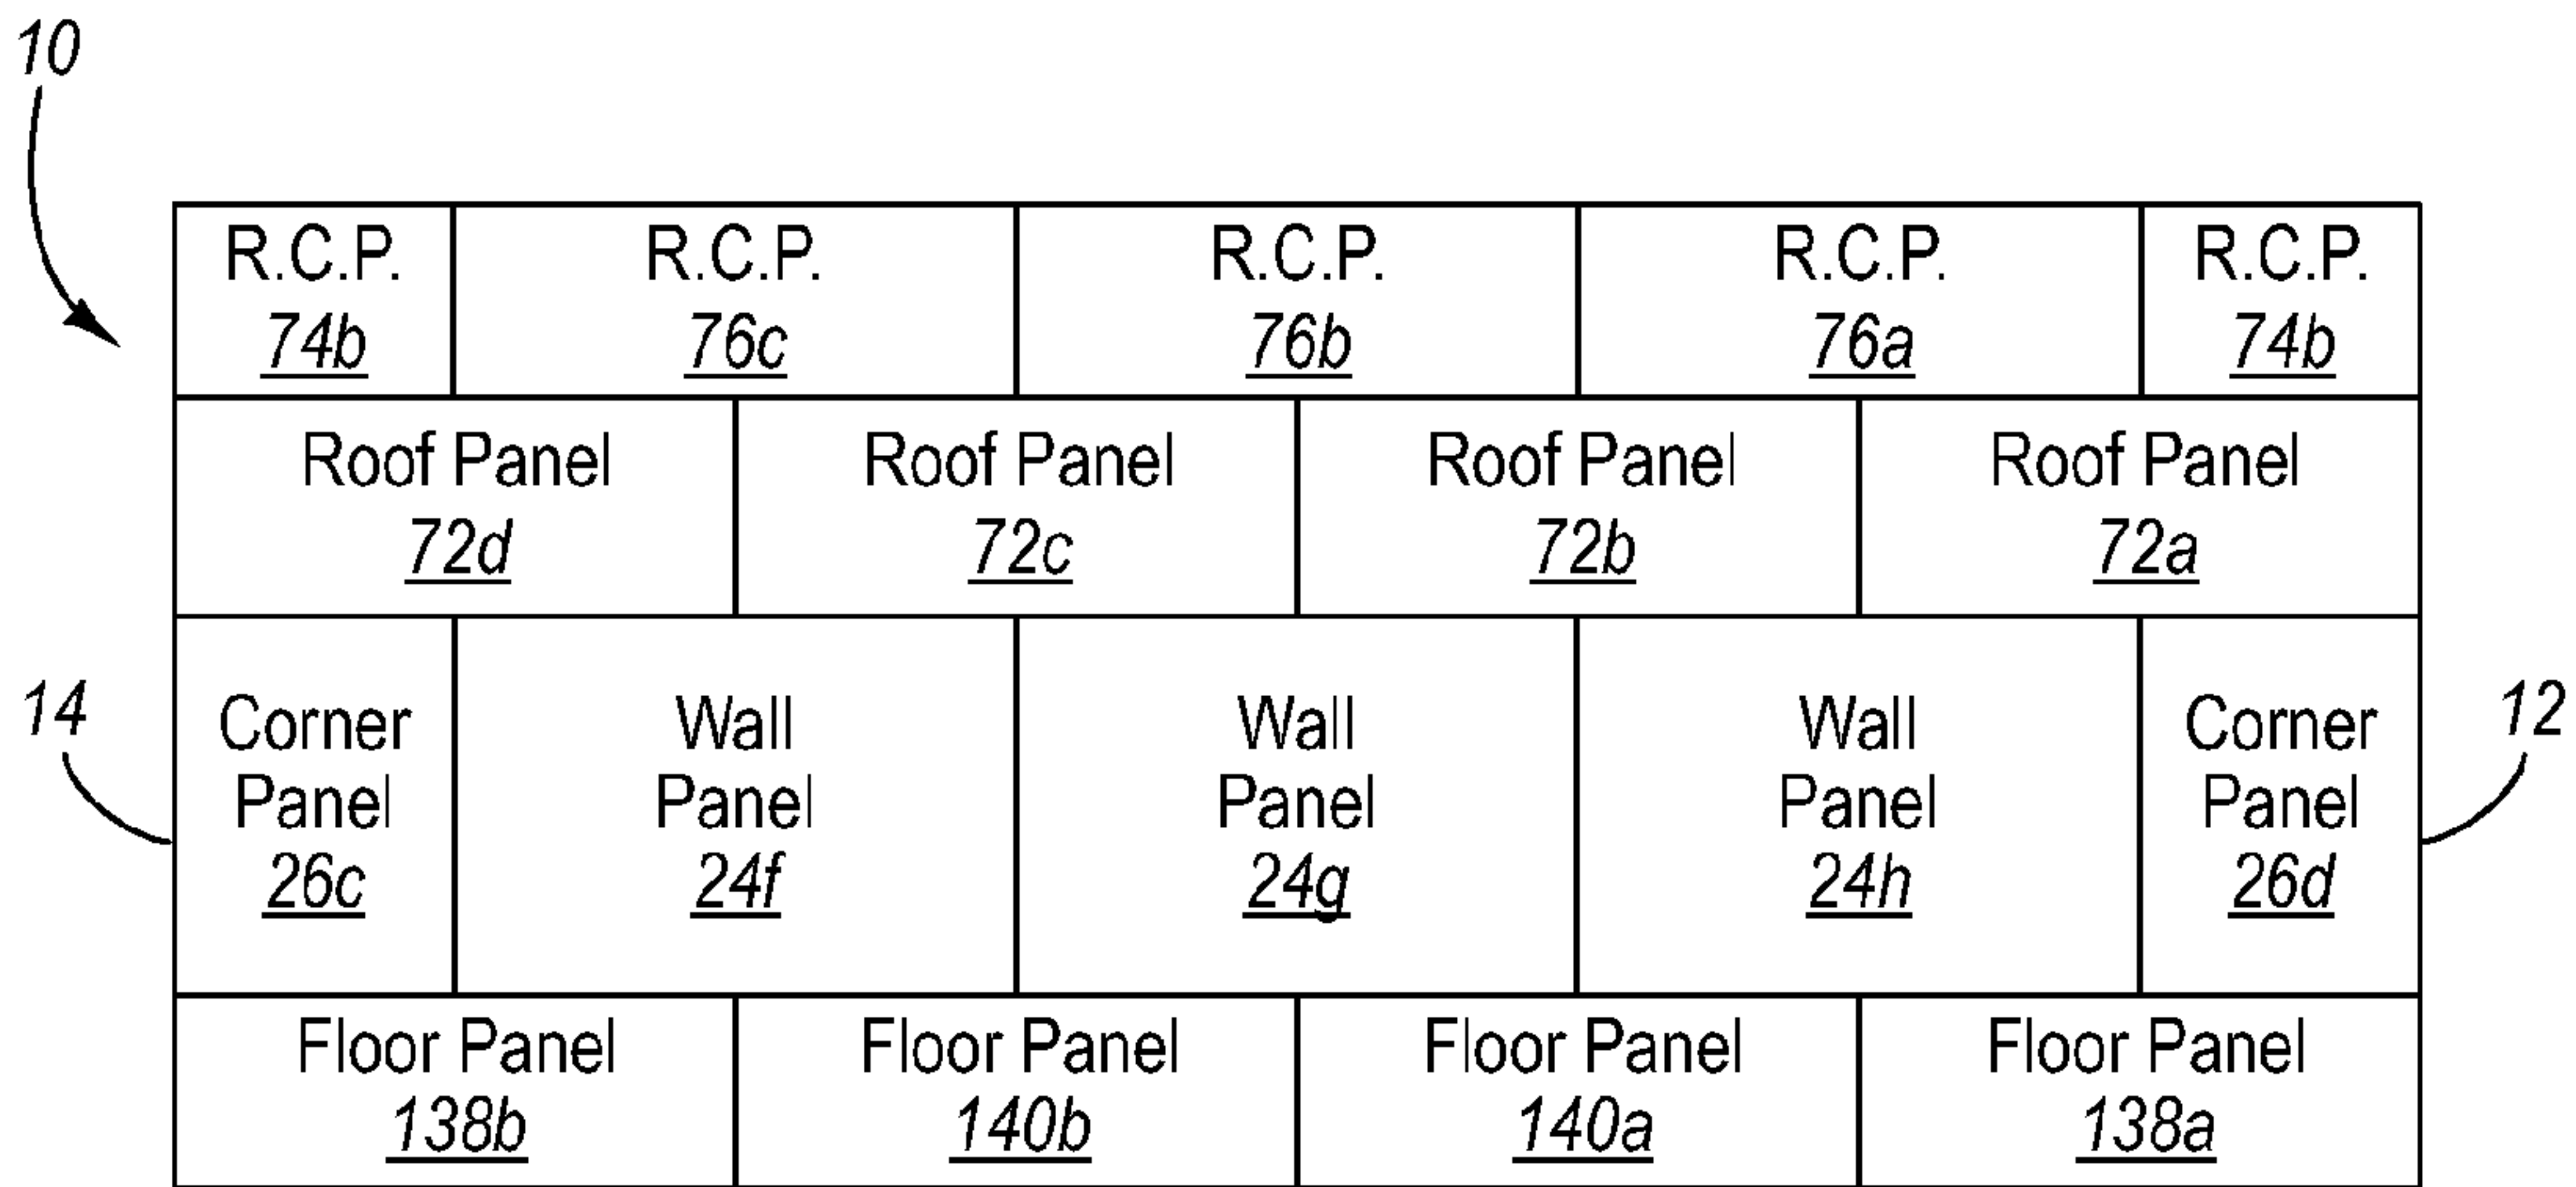 10
R.C.P. R.C.P. R.C.P. R.C.P. R.C.P.
74b 76c 76b 76a 74b
Roof Panel Roof Panel Roof Panel Roof Panel
72d 72c 72b 72a
14 Corner Wall Wall Wall Corner 12
Panel Panel Panel Panel Panel
26c 24f 24g 24h 26d
Floor Panel Floor Panel Floor Panel Floor Panel
138b 140b 140a 138a